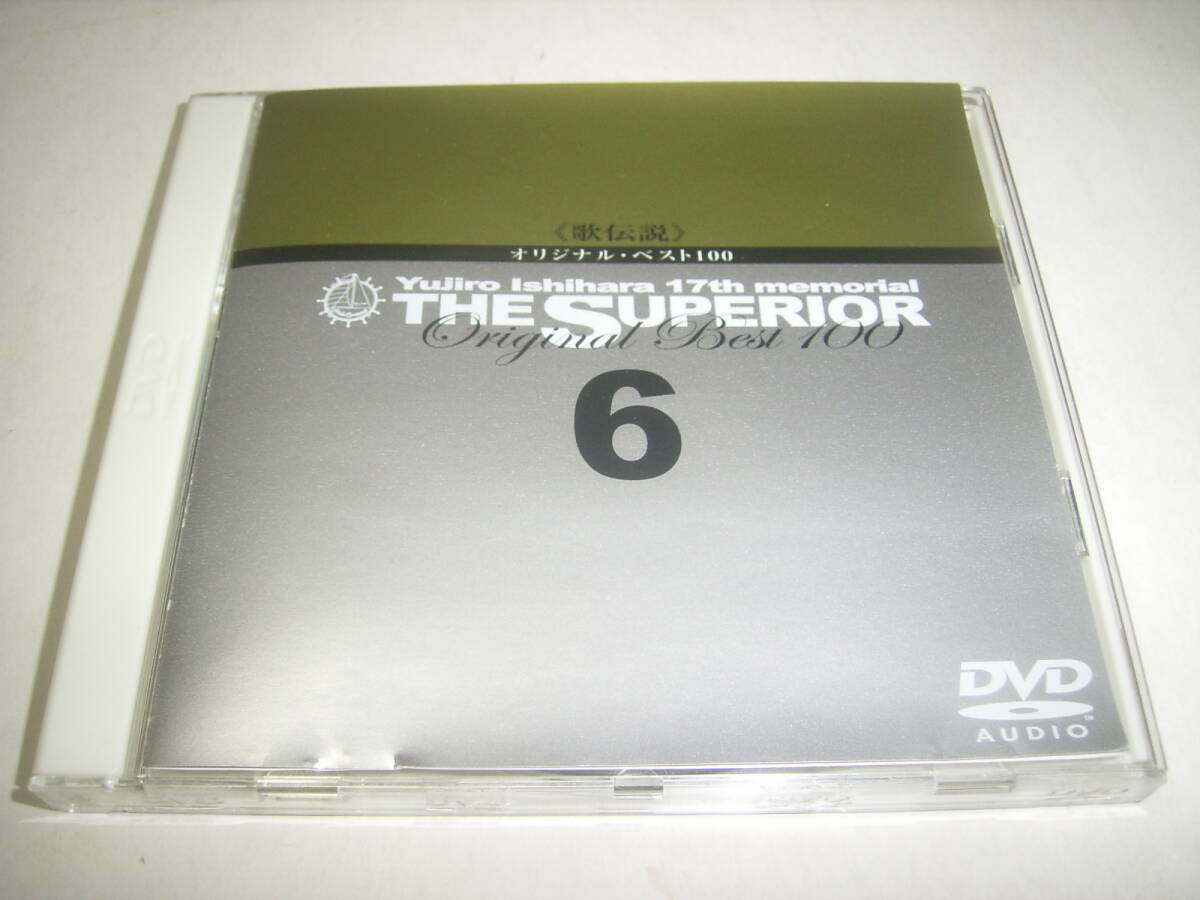 《歌伝説》
オリジナル・ベスト100
Yujiro Ishihara 17th memorial
THE SUPERIOR
Original Best 100
6
DVD
AUDIO
DVD